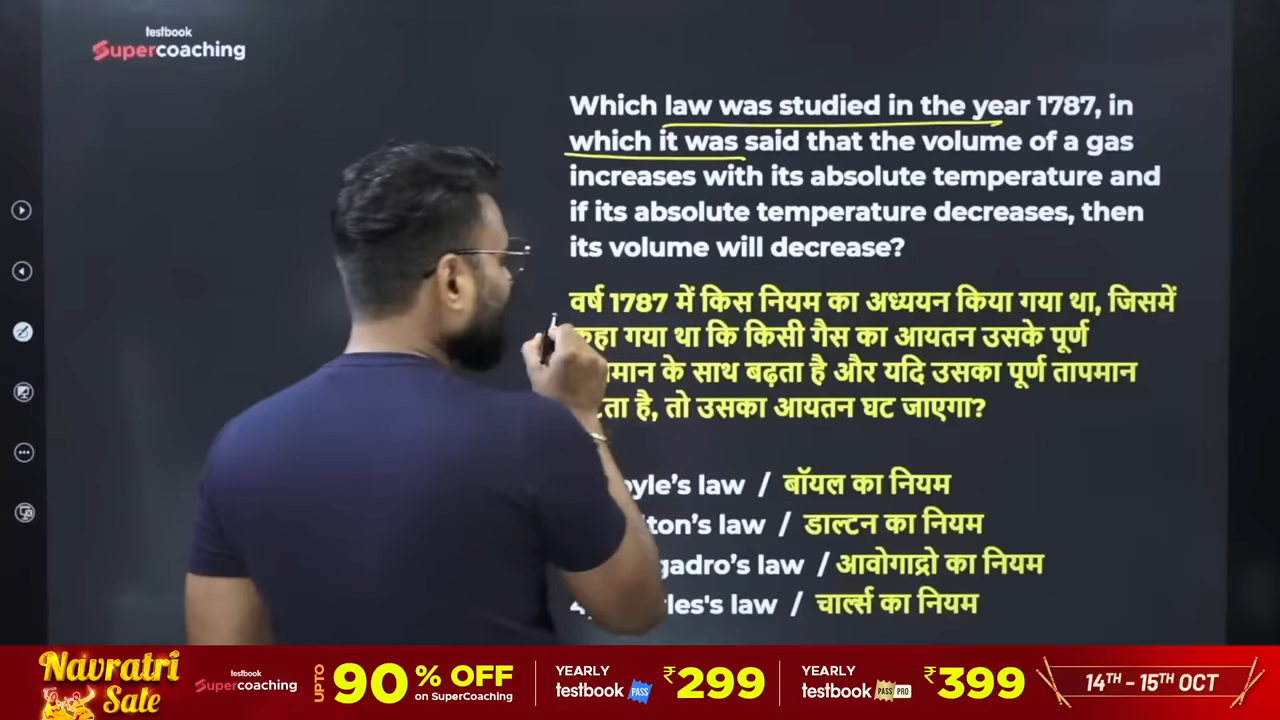 testbook
Supercoaching
Which law was studied in the year 1787, in
which it was said that the volume of a gas
increases with its absolute temperature and
if its absolute temperature decreases, then
its volume will decrease?
वर्ष 1787 में किस नियम का अध्ययन किया गया था, जिसमें
कहा गया था कि किसी गैस का आयतन उसके पूर्ण
के साथ बढ़ता है और यदि उसका पूर्ण तापमान
है, तो उसका आयतन घट जाएगा?
law / बॉयल का नियम
law / डाल्टन का नियम
law / आवोगाद्रो का नियम
law / चार्ल्स का नियम
Navratri
Sale
testbook
Supercoaching
UPTO
90% OFF
on SuperCoaching
YEARLY
testbook PASS
₹299
YEARLY
testbook PASS PRO
₹399
14TH - 15TH OCT